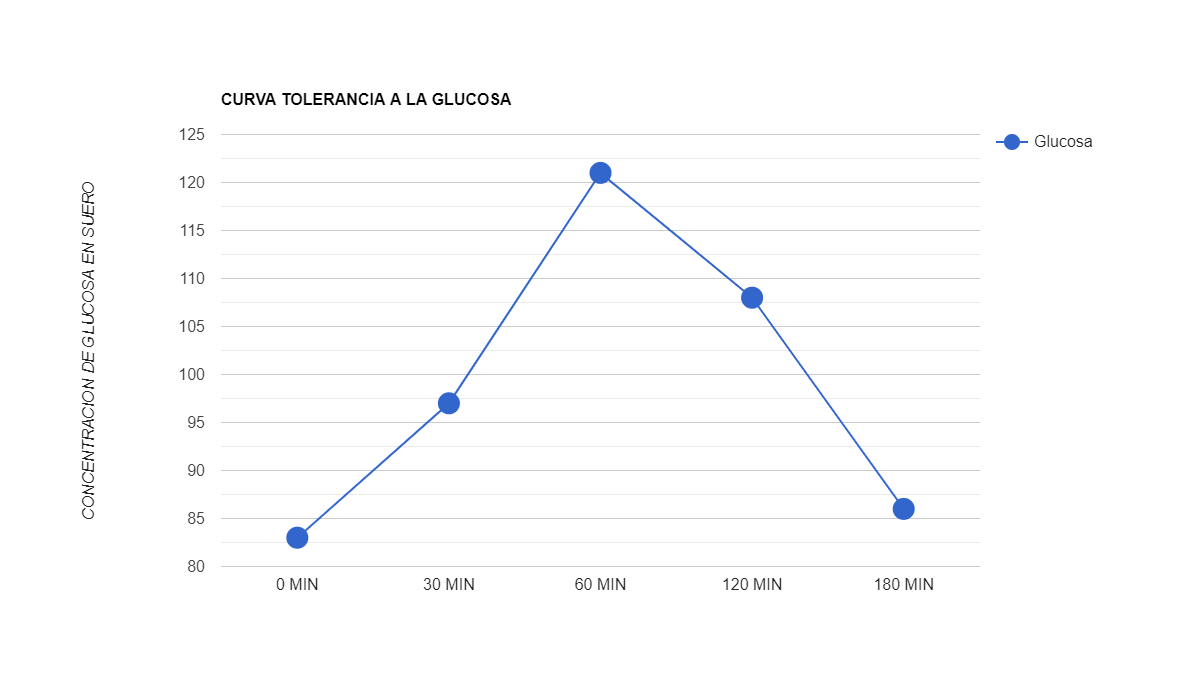 CURVA TOLERANCIA A LA GLUCOSA
CONCENTRACION DE GLUCOSA EN SUERO
125
120
115
110
105
100
95
90
85
80
0 MIN
30 MIN
60 MIN
120 MIN
180 MIN
Glucosa